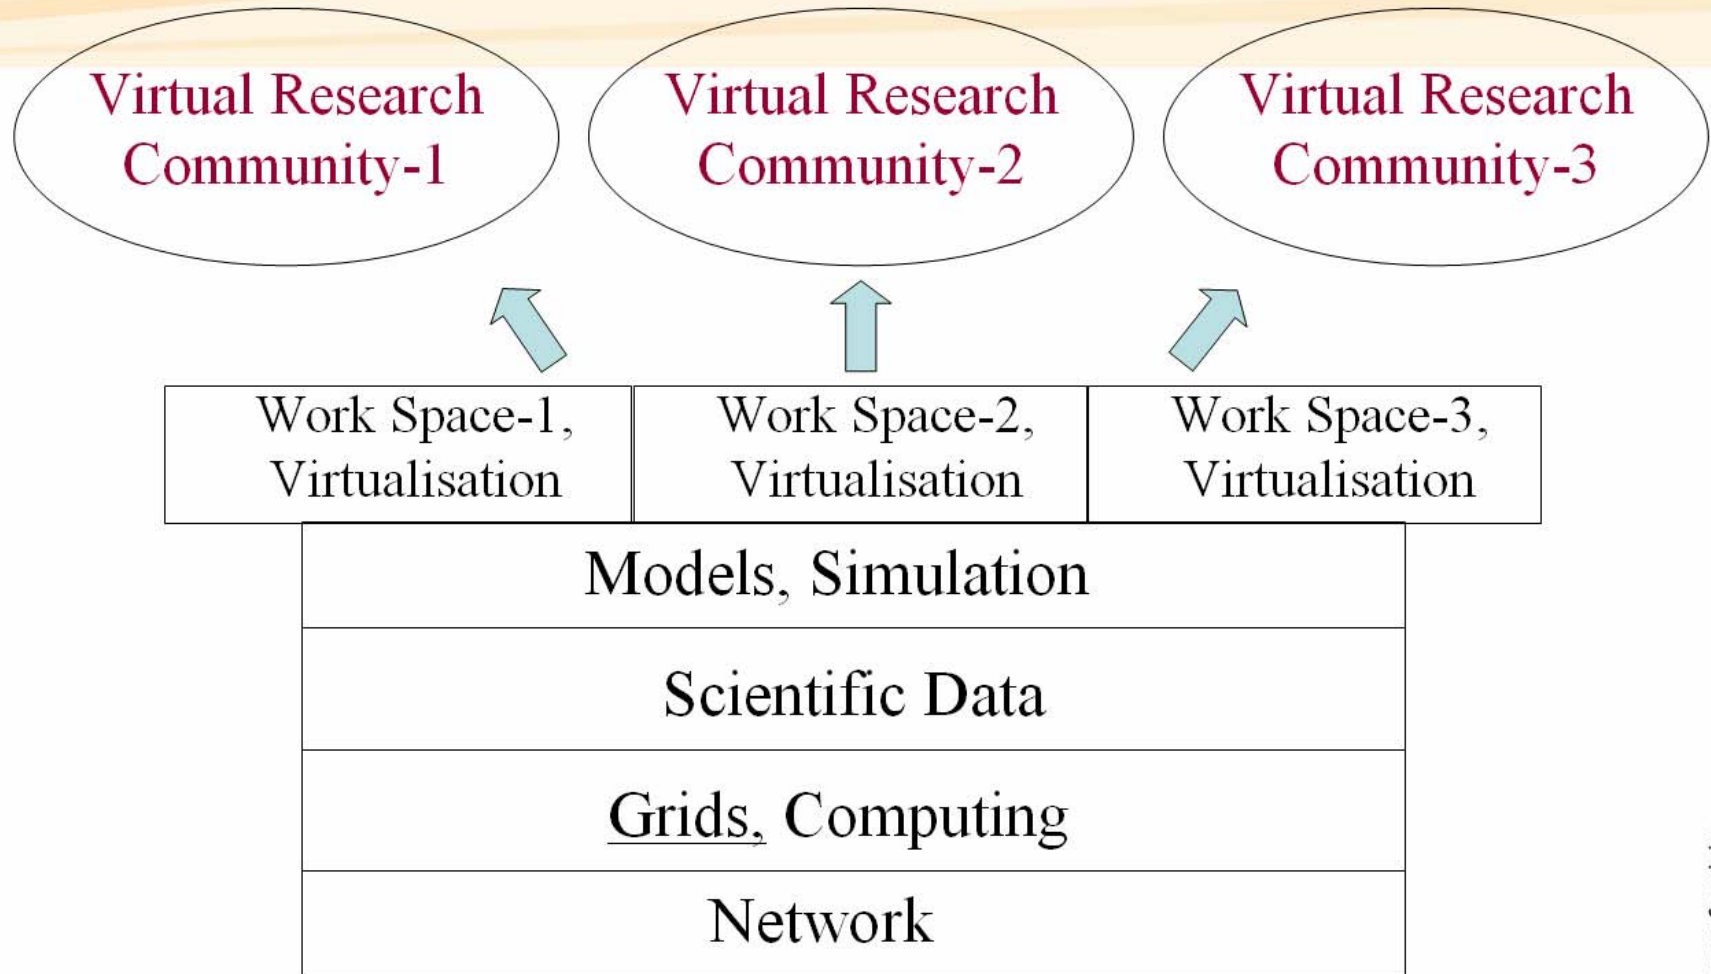 Virtual Research
Community-1
Virtual Research
Community-2
Virtual Research
Community-3
Work Space-1,
Virtualisation
Work Space-2,
Virtualisation
Work Space-3,
Virtualisation
Models, Simulation
Scientific Data
Grids, Computing
Network